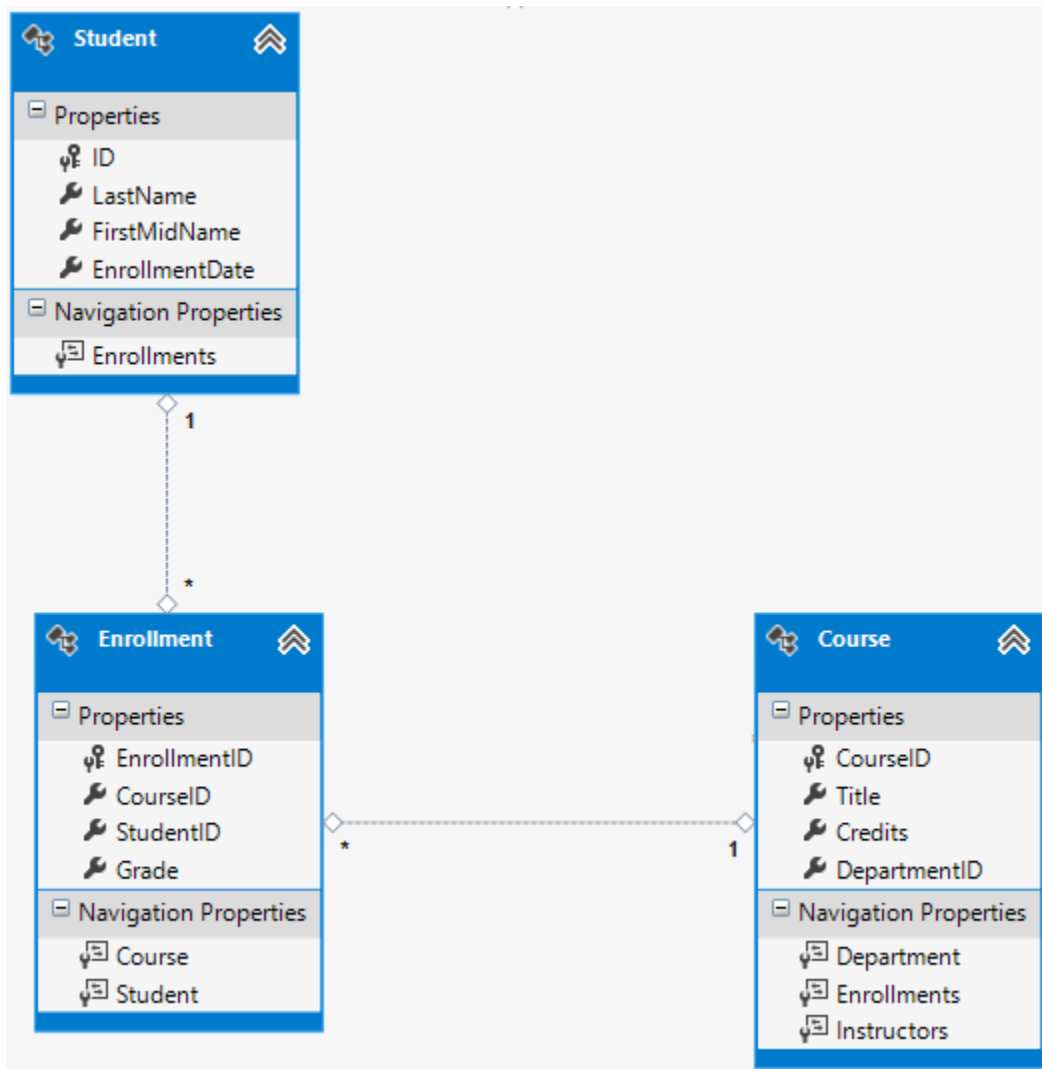 Student
Properties
ID
LastName
FirstMidName
EnrollmentDate
Navigation Properties
Enrollments
1
*
Enrollment
Properties
EnrollmentID
CourseID
StudentID
Grade
Navigation Properties
Course
Student
*
1
Course
Properties
CourseID
Title
Credits
DepartmentID
Navigation Properties
Department
Enrollments
Instructors